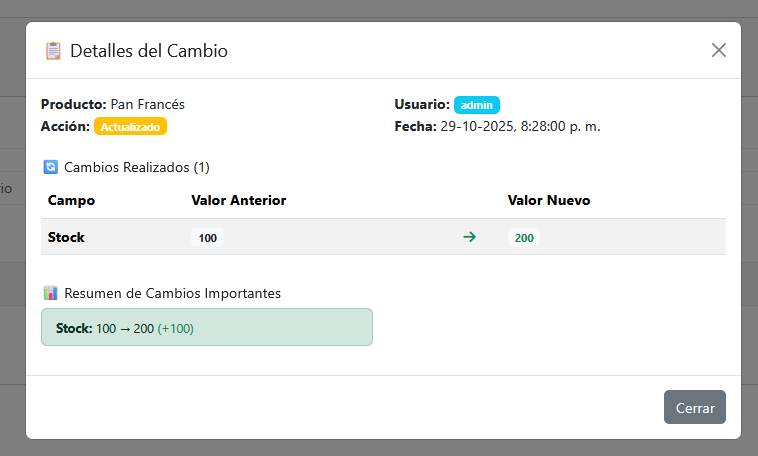 Detalles del Cambio
Producto: Pan Francés
Usuario: admin
Acción: Actualizado
Fecha: 29-10-2025, 8:28:00 p. m.
Cambios Realizados (1)
Campo Valor Anterior Valor Nuevo
Stock 100 → 200
Resumen de Cambios Importantes
Stock: 100 → 200 (+100)
Cerrar
io